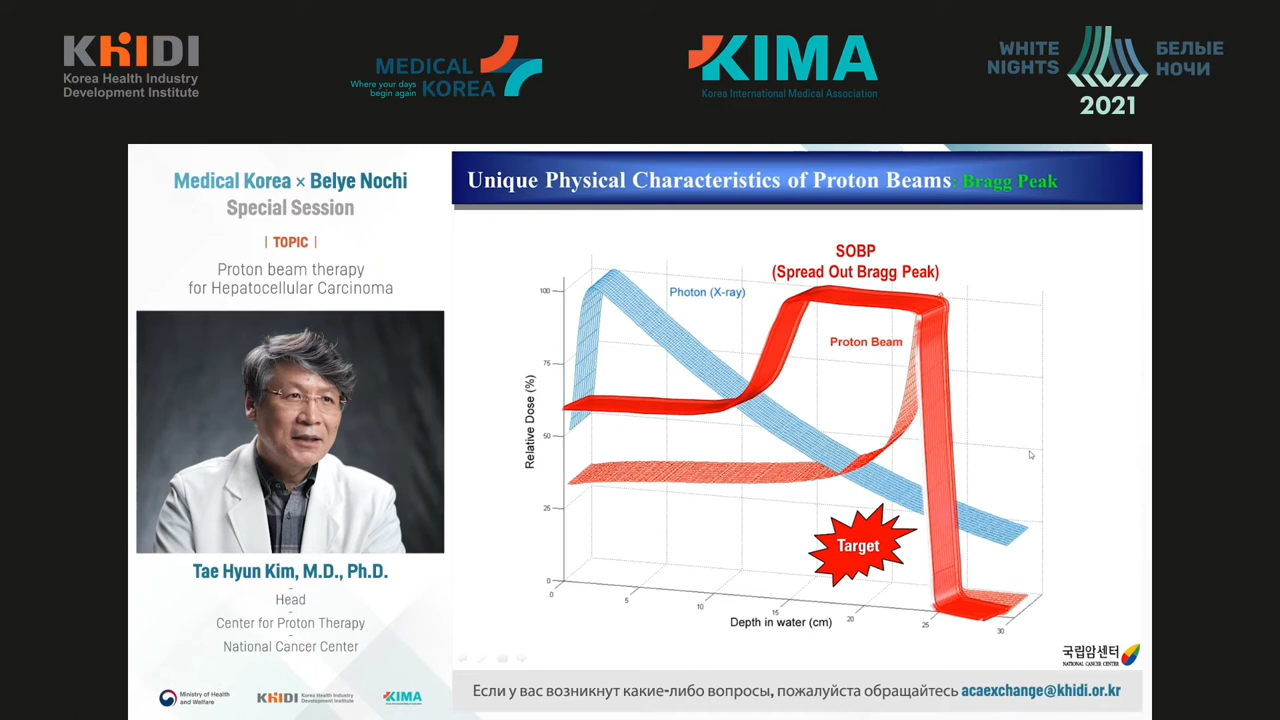 KHIDI
Korea Health Industry
Development Institute
MEDICAL
Where your days
begin again
KOREA
KIMA
Korea International Medical Association
WHITE
NIGHTS
БЕЛЫЕ
НОЧИ
2021
Medical Korea × Belye Nochi
Special Session
| TOPIC |
Proton beam therapy
for Hepatocellular Carcinoma
Tae Hyun Kim, M.D., Ph.D.
Head
Center for Proton Therapy
National Cancer Center
Ministry of Health
and Welfare
KHIDI
Korea Health Industry
Development Institute
KIMA
Unique Physical Characteristics of Proton Beams: Bragg Peak
SOBP
(Spread Out Bragg Peak)
Photon (X-ray)
Proton Beam
Target
Relative Dose (%)
100
75
50
25
0
0
5
10
15
20
25
30
Depth in water (cm)
국립암센터
NATIONAL CANCER CENTER
Если у вас возникнут какие-либо вопросы, пожалуйста обращайтесь acaexchange@khidi.or.kr